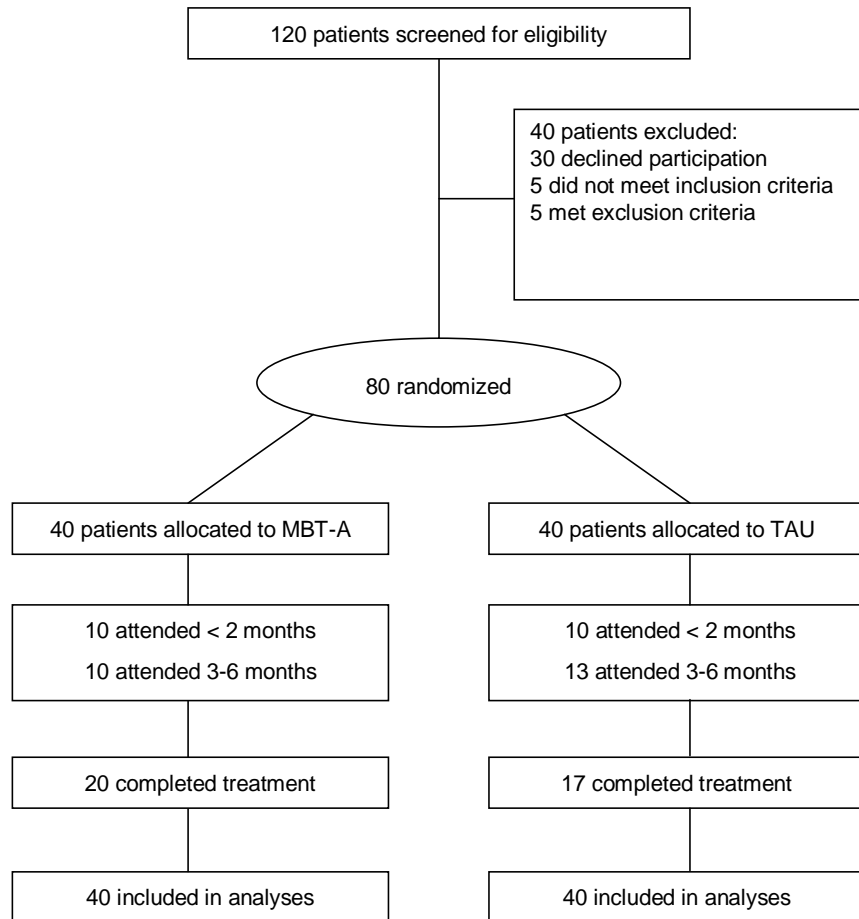 120 patients screened for eligibility
40 patients excluded:
30 declined participation
5 did not meet inclusion criteria
5 met exclusion criteria
80 randomized
40 patients allocated to MBT-A
40 patients allocated to TAU
10 attended < 2 months
10 attended 3-6 months
10 attended < 2 months
13 attended 3-6 months
20 completed treatment
17 completed treatment
40 included in analyses
40 included in analyses